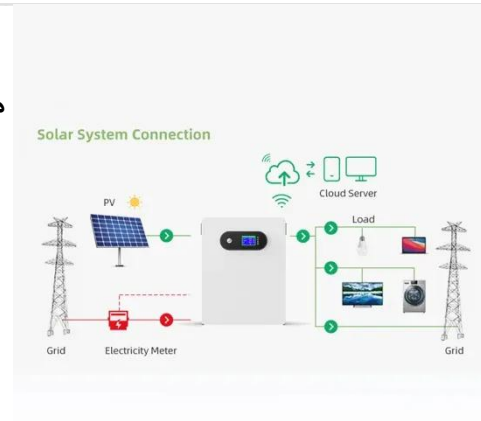 Solar System Connection
Cloud Server
PV
Load
Grid
Electricity Meter
Grid